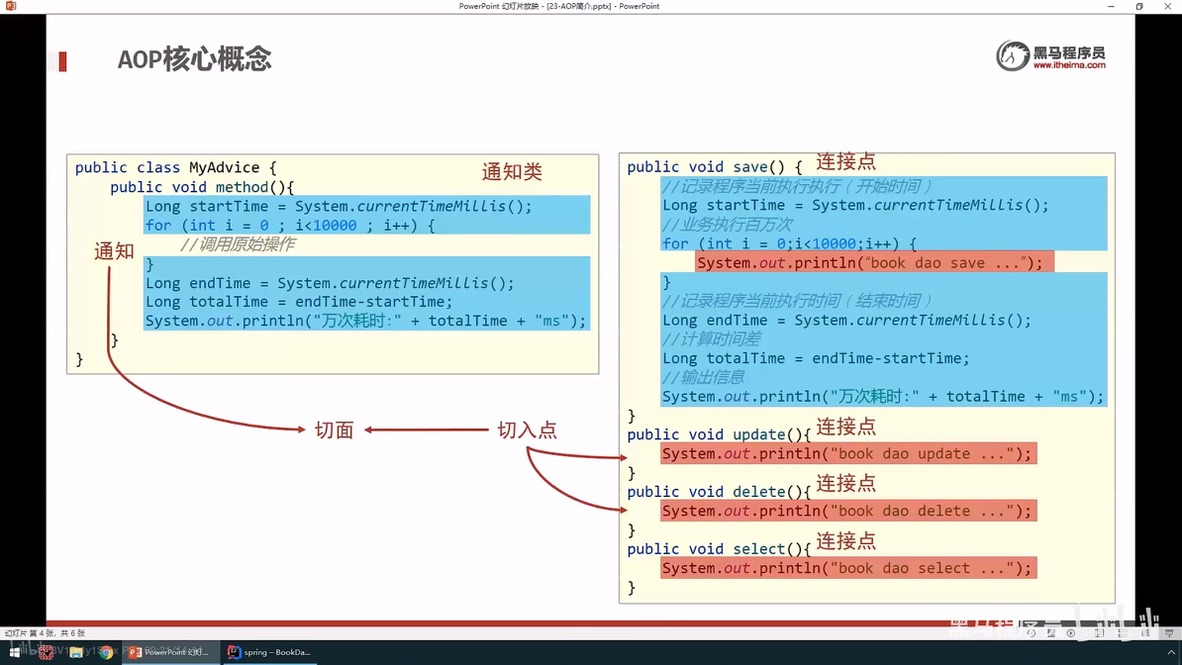 PowerPoint 幻灯片放映 - [23-AOP简介.pptx] - PowerPoint
AOP核心概念
黑马程序员
www.itheima.com
public class MyAdvice {
通知类
public void method(){
Long startTime = System.currentTimeMillis();
for (int i = 0 ; i<10000 ; i++) {
//调用原始操作
通知
}
Long endTime = System.currentTimeMillis();
Long totalTime = endTime-startTime;
System.out.println("万次耗时:" + totalTime + "ms");
}
}
切面
切入点
public void save() {
连接点
//记录程序当前执行执行（开始时间）
Long startTime = System.currentTimeMillis();
//业务执行百万次
for (int i = 0;i<10000;i++) {
System.out.println(“book dao save ...”);
}
//记录程序当前执行时间（结束时间）
Long endTime = System.currentTimeMillis();
//计算时间差
Long totalTime = endTime-startTime;
//输出信息
System.out.println("万次耗时:" + totalTime + "ms");
}
public void update(){
连接点
System.out.println("book dao update ...");
}
public void delete(){
连接点
System.out.println("book dao delete ...");
}
public void select(){
连接点
System.out.println("book dao select ...");
}
黑马程序员
幻灯片 第 4 张，共 6 张
PowerPoint 幻灯片...
spring – BookDa...